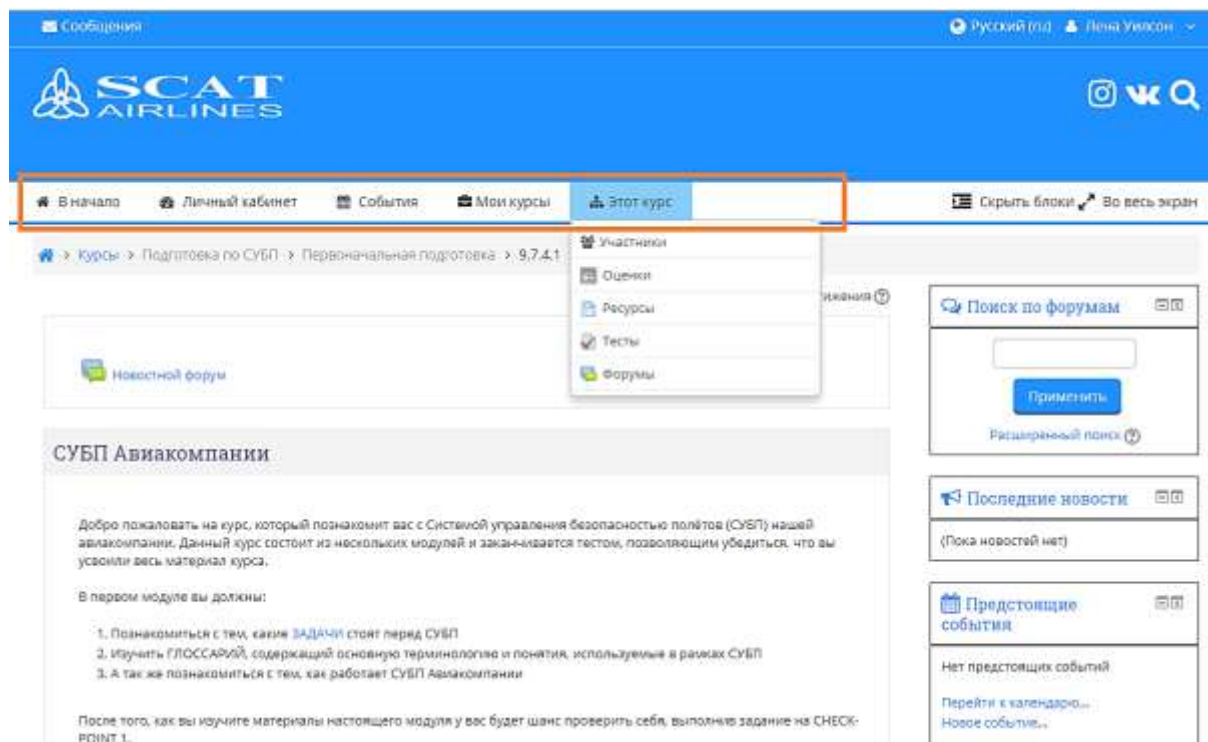 Сообщения
Русский (ru) Лена Уилсон
SCAT
AIRLINES
В начало Личный кабинет События Мои курсы Этот курс Скрыть блоки Во весь экран
Курсы Подготовка по СУБП Первоначальная подготовка 9.7.4.1
Участники
Оценки
Ресурсы
Тесты
Форумы
Новостной форум
СУБП Авиакомпании
Добро пожаловать на курс, который познакомит вас с Системой управления безопасностью полётов (СУБП) нашей
авиакомпании. Данный курс состоит из нескольких модулей и заканчивается тестом, позволяющим убедиться, что вы
усвоили весь материал курса.
В первом модуле вы должны:
1. Познакомиться с тем, какие ЗАДАЧИ стоят перед СУБП
2. Изучить ГЛОССАРИЙ, содержащий основную терминологию и понятия, используемые в рамках СУБП
3. А так же познакомиться с тем, как работает СУБП Авиакомпании
После того, как вы изучите материалы настоящего модуля у вас будет шанс проверить себя, выполнив задание на CHECK-
POINT 1.
Поиск по форумам
Применить
Расширенный поиск
Последние новости
(Пока новостей нет)
Предстоящие
события
Нет предстоящих событий
Перейти к календарю...
Новое событие...